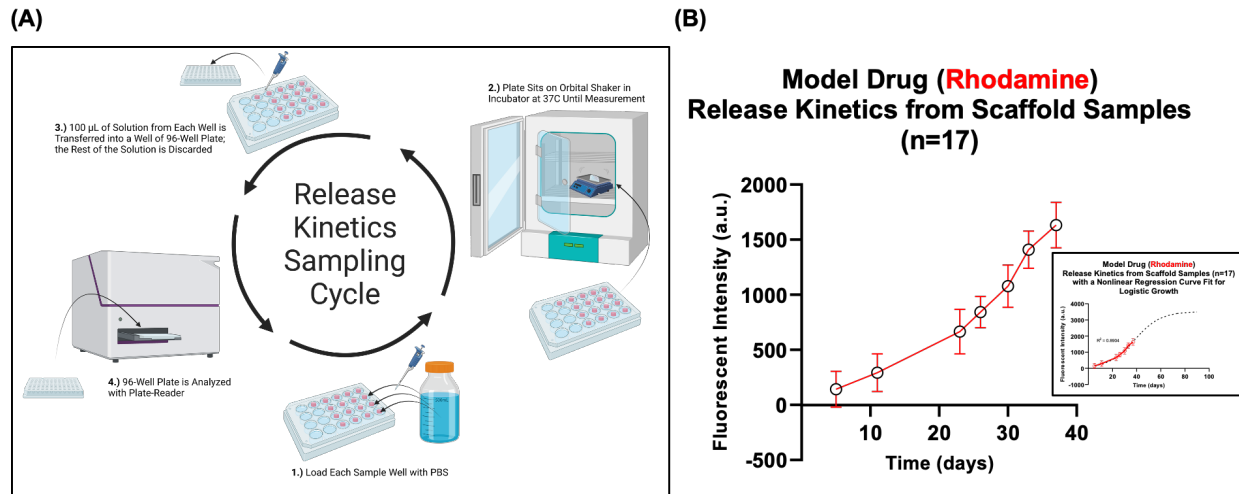 (A)
3.) 100 µL of Solution from Each Well is
Transferred into a Well of 96-Well Plate;
the Rest of the Solution is Discarded
2.) Plate Sits on Orbital Shaker in
Incubator at 37C Until Measurement
Release
Kinetics
Sampling
Cycle
4.) 96-Well Plate is Analyzed
with Plate-Reader
1.) Load Each Sample Well with PBS
(B)
Model Drug (Rhodamine)
Release Kinetics from Scaffold Samples
(n=17)
Fluorescent Intensity (a.u.)
2000
1500
1000
500
0
-500
10
20
30
40
Time (days)
Model Drug (Rhodamine)
Release Kinetics from Scaffold Samples (n=17)
with a Nonlinear Regression Curve Fit for
Logistic Growth
Fluorescent Intensity (a.u.)
4000
3000
2000
1000
0
-1000
20
40
60
80
100
Time (days)